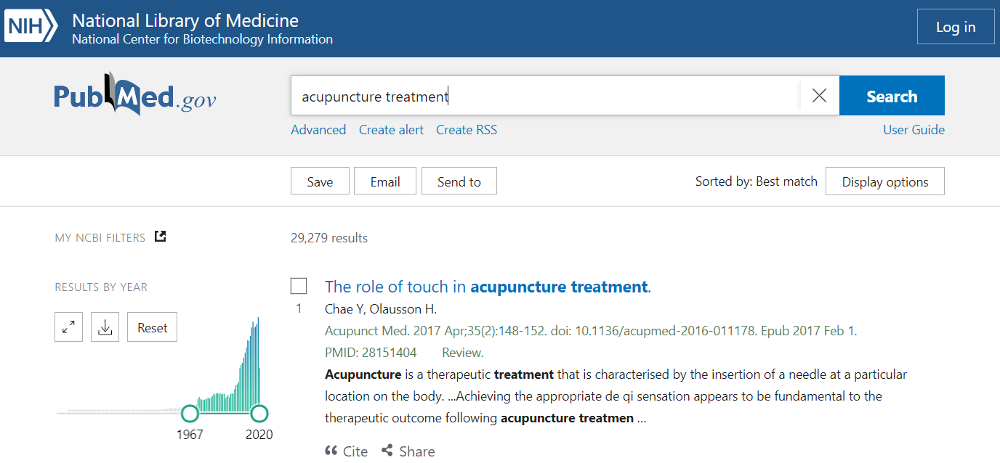 NIH
National Library of Medicine
National Center for Biotechnology Information
Log in
PubMed.gov
acupuncture treatment
Search
Advanced Create alert Create RSS
User Guide
Save Email Send to
Sorted by: Best match Display options
MY NCBI FILTERS
29,279 results
RESULTS BY YEAR
Reset
1967 2020
The role of touch in acupuncture treatment.
1
Chae Y, Olausson H.
Acupunct Med. 2017 Apr;35(2):148-152. doi: 10.1136/acupmed-2016-011178. Epub 2017 Feb 1.
PMID: 28151404 Review.
Acupuncture is a therapeutic treatment that is characterised by the insertion of a needle at a particular
location on the body. ...Achieving the appropriate de qi sensation appears to be fundamental to the
therapeutic outcome following acupuncture treatmen ...
Cite Share